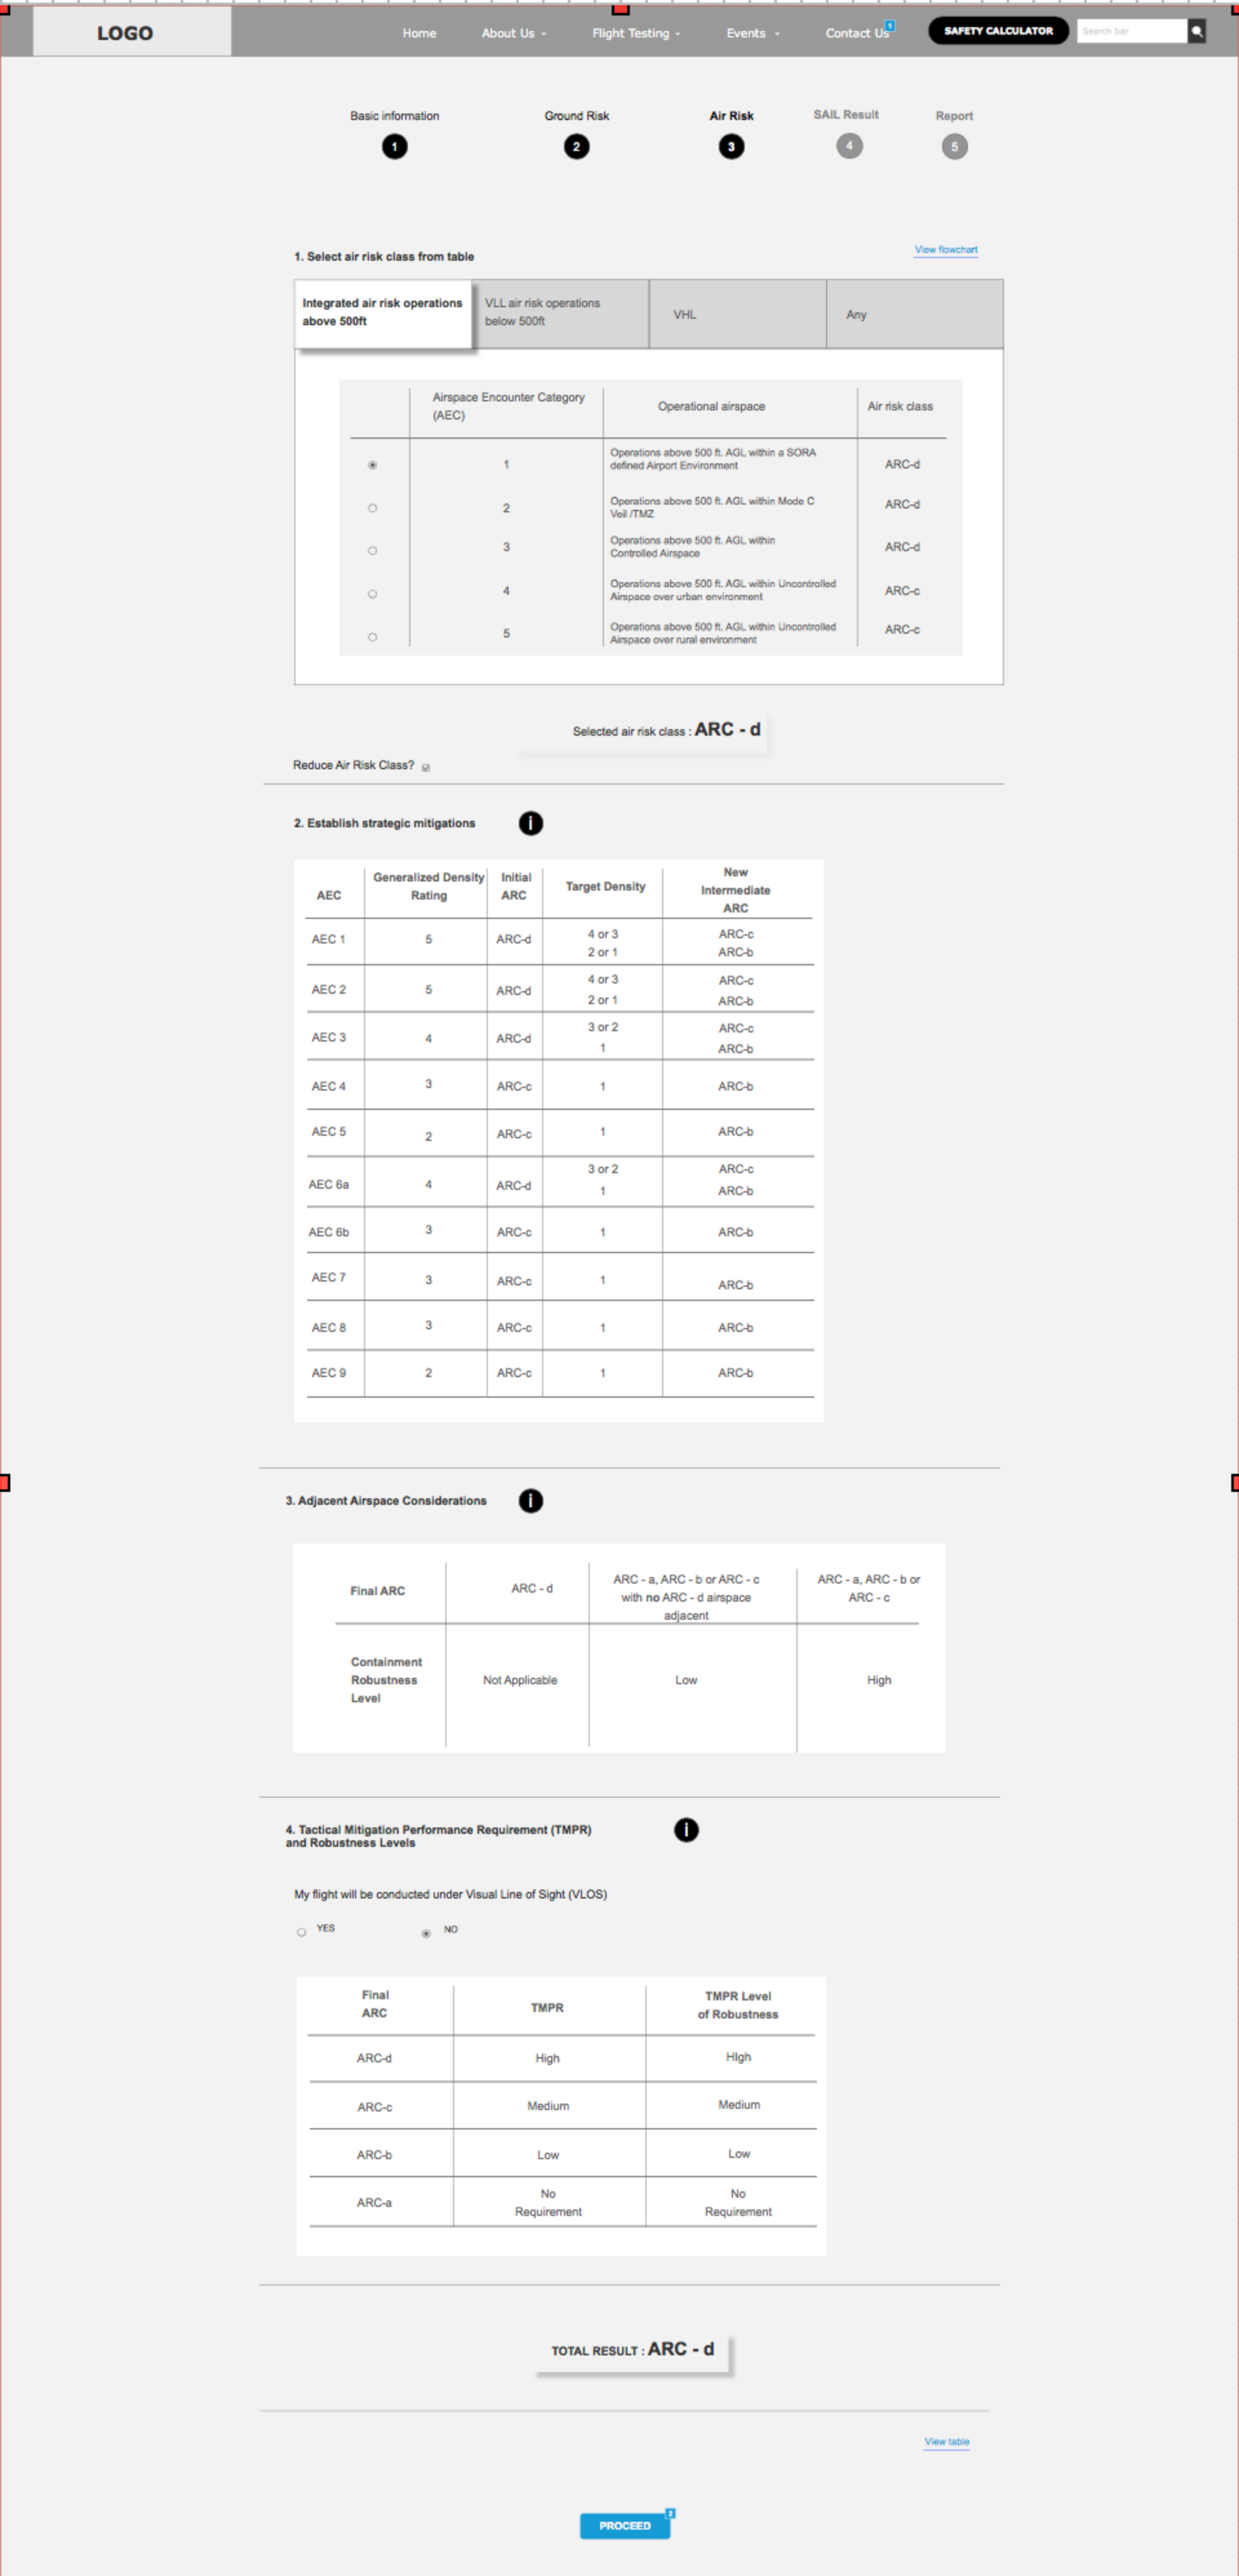 LOGO
Home
About Us
Flight Testing
Events
Contact Us
1
SAFETY CALCULATOR
Search bar
Basic information
Ground Risk
Air Risk
SAIL Result
Report
1
2
3
4
5
1. Select air risk class from table
View flowchart
Integrated air risk operations
above 500ft
VLL air risk operations
below 500ft
VHL
Any
Airspace Encounter Category
(AEC)
Operational airspace
Air risk class
1
Operations above 500 ft. AGL within a SORA
defined Airport Environment
ARC-d
2
Operations above 500 ft. AGL within Mode C
Veil /TMZ
ARC-d
3
Operations above 500 ft. AGL within
Controlled Airspace
ARC-d
4
Operations above 500 ft. AGL within Uncontrolled
Airspace over urban environment
ARC-c
5
Operations above 500 ft. AGL within Uncontrolled
Airspace over rural environment
ARC-c
Selected air risk class : ARC - d
Reduce Air Risk Class?
2. Establish strategic mitigations
i
AEC
Generalized Density
Rating
Initial
ARC
Target Density
New
Intermediate
ARC
AEC 1
5
ARC-d
4 or 3
2 or 1
ARC-c
ARC-b
AEC 2
5
ARC-d
4 or 3
2 or 1
ARC-c
ARC-b
AEC 3
4
ARC-d
3 or 2
1
ARC-c
ARC-b
AEC 4
3
ARC-c
1
ARC-b
AEC 5
2
ARC-c
1
ARC-b
AEC 6a
4
ARC-d
3 or 2
1
ARC-c
ARC-b
AEC 6b
3
ARC-c
1
ARC-b
AEC 7
3
ARC-c
1
ARC-b
AEC 8
3
ARC-c
1
ARC-b
AEC 9
2
ARC-c
1
ARC-b
3. Adjacent Airspace Considerations
i
Final ARC
ARC - d
ARC - a, ARC - b or ARC - c
with no ARC - d airspace
adjacent
ARC - a, ARC - b or
ARC - c
Containment
Robustness
Level
Not Applicable
Low
High
4. Tactical Mitigation Performance Requirement (TMPR)
and Robustness Levels
i
My flight will be conducted under Visual Line of Sight (VLOS)
YES
NO
Final
ARC
TMPR
TMPR Level
of Robustness
ARC-d
High
HIgh
ARC-c
Medium
Medium
ARC-b
Low
Low
ARC-a
No
Requirement
No
Requirement
TOTAL RESULT : ARC - d
View table
PROCEED
2